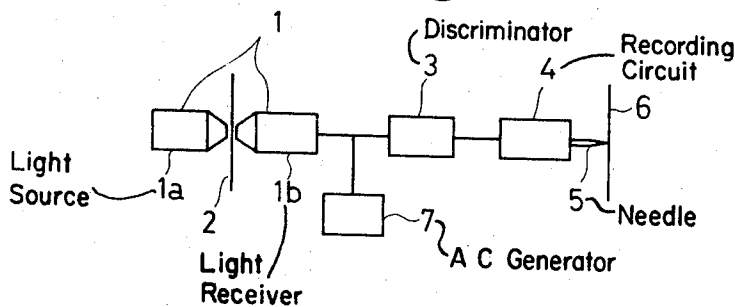 1
Discriminator
3
4
Recording
Circuit
6
Light
Source
1a
2
1b
5
Needle
7
A C Generator
Light
Receiver